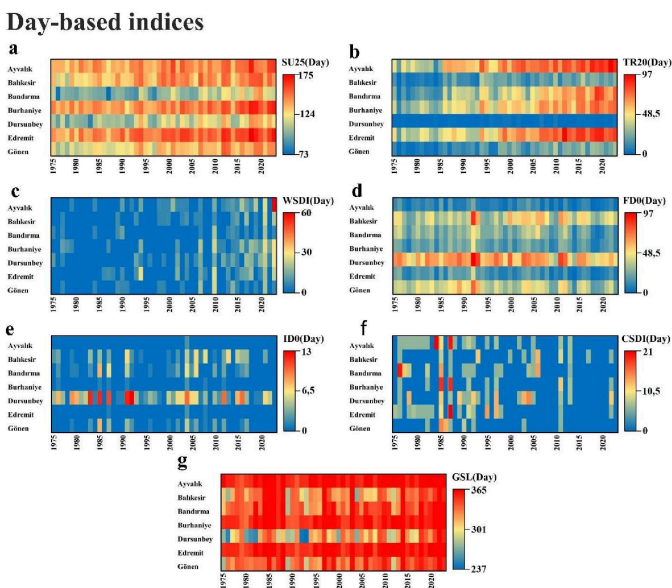 Day-based indices
a
SU25(Day)
Ayvalık
Balıkesir
Bandırma
Burhaniye
Dursunbey
Edremit
Gönen
175
124
73
1975 1980 1985 1990 1995 2000 2005 2010 2015 2020
b
TR20(Day)
Ayvalık
Balıkesir
Bandırma
Burhaniye
Dursunbey
Edremit
Gönen
97
48,5
0
1975 1980 1985 1990 1995 2000 2005 2010 2015 2020
c
WSDI(Day)
Ayvalık
Balıkesir
Bandırma
Burhaniye
Dursunbey
Edremit
Gönen
60
30
0
1975 1980 1985 1990 1995 2000 2005 2010 2015 2020
d
FD0(Day)
Ayvalık
Balıkesir
Bandırma
Burhaniye
Dursunbey
Edremit
Gönen
97
48,5
0
1975 1980 1985 1990 1995 2000 2005 2010 2015 2020
e
ID0(Day)
Ayvalık
Balıkesir
Bandırma
Burhaniye
Dursunbey
Edremit
Gönen
13
6,5
0
1975 1980 1985 1990 1995 2000 2005 2010 2015 2020
f
CSDI(Day)
Ayvalık
Balıkesir
Bandırma
Burhaniye
Dursunbey
Edremit
Gönen
21
10,5
0
1975 1980 1985 1990 1995 2000 2005 2010 2015 2020
g
GSL(Day)
Ayvalık
Balıkesir
Bandırma
Burhaniye
Dursunbey
Edremit
Gönen
365
301
237
1975 1980 1985 1990 1995 2000 2005 2010 2015 2020